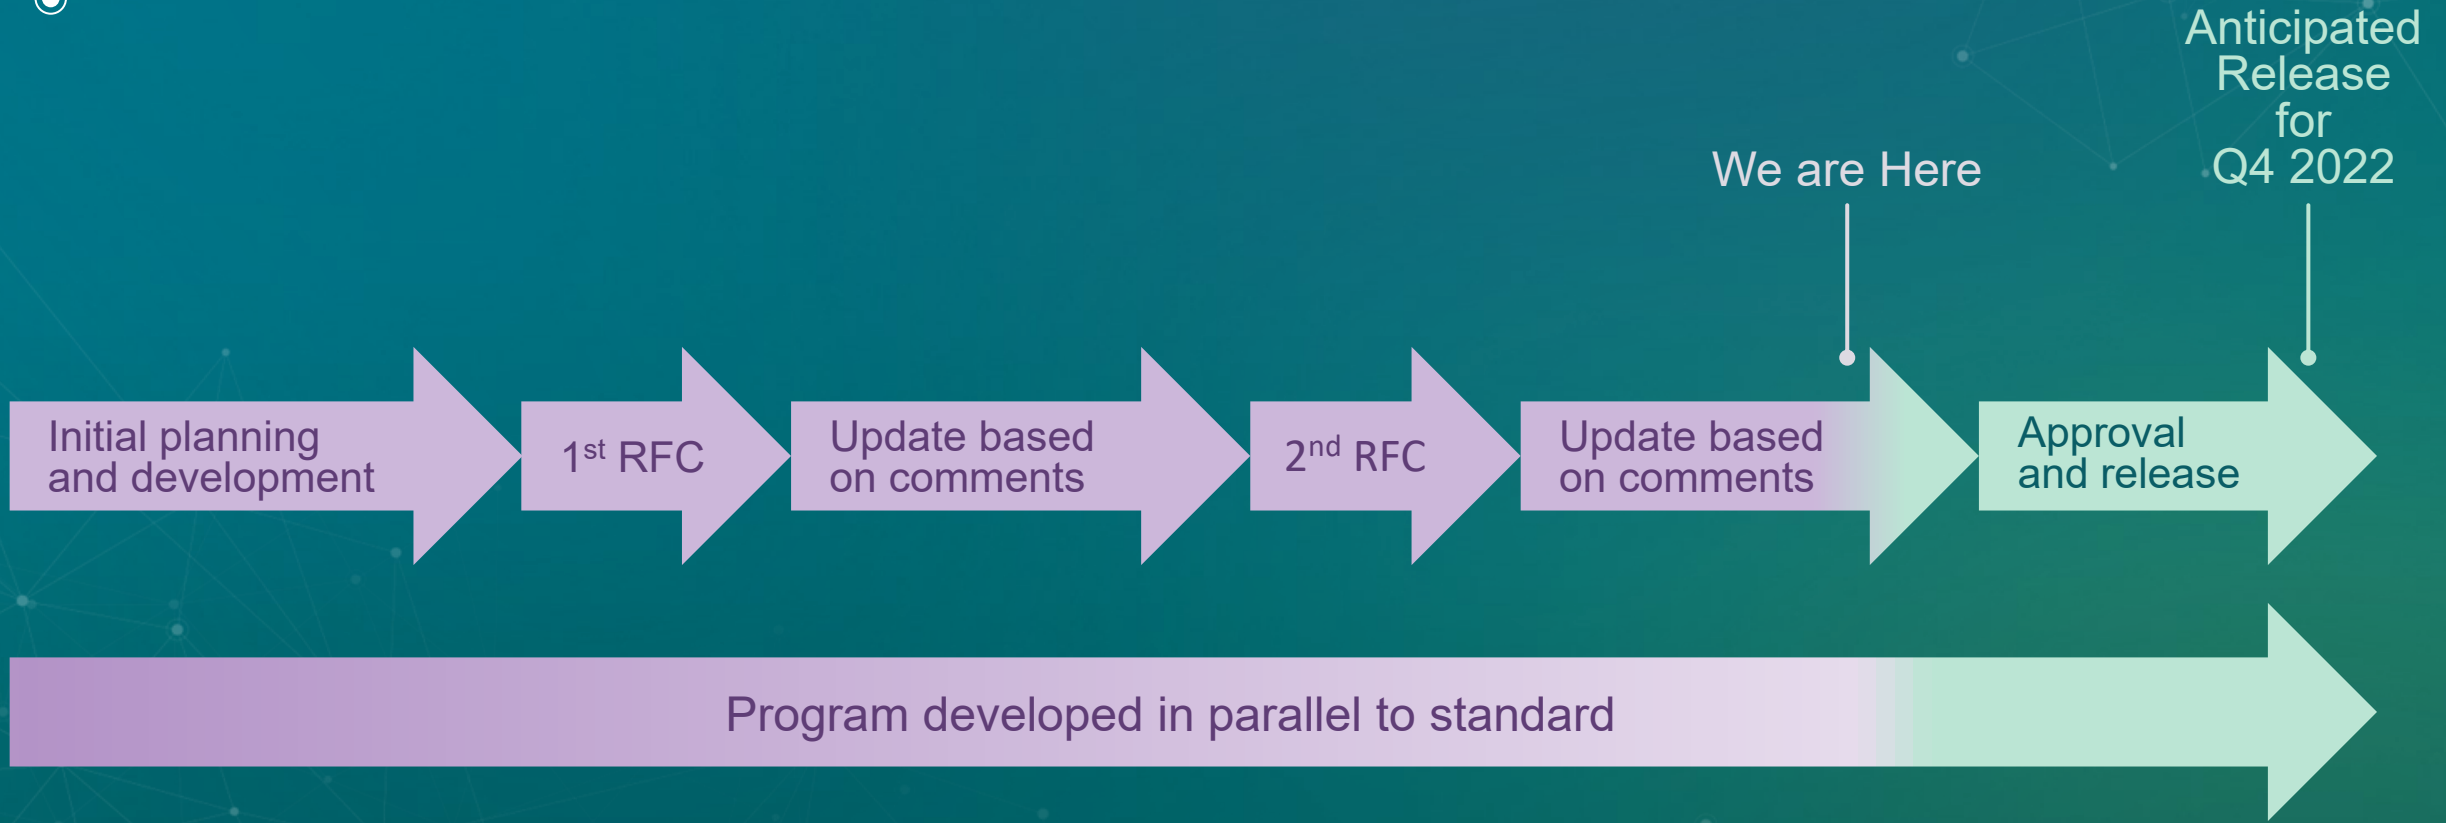 Anticipated
Release
for
Q4 2022
We are Here
Initial planning
and development
1st RFC
Update based
on comments
2nd RFC
Update based
on comments
Approval
and release
Program developed in parallel to standard